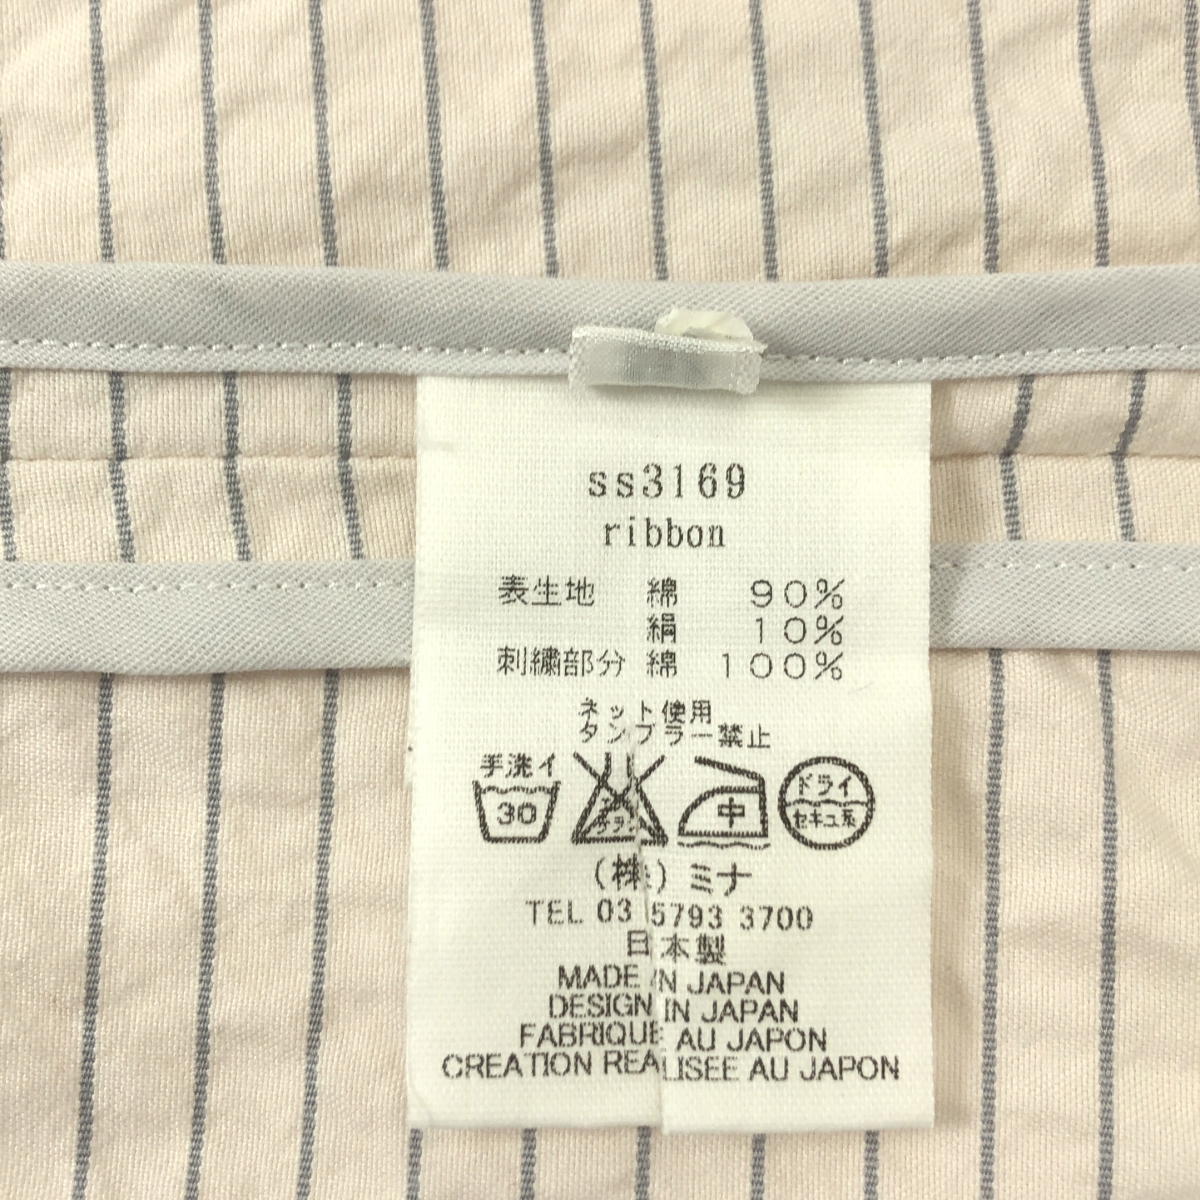 ss3169
ribbon
表生地 綿 90%
絹 10%
刺繍部分 綿 100%
ネット使用
タンブラー禁止
手洗イ
30
中
ドライ
セキユ系
(株)ミナ
TEL 03 5793 3700
日本製
MADE IN JAPAN
DESIGN IN JAPAN
FABRIQUE AU JAPON
CREATION REALISEE AU JAPON